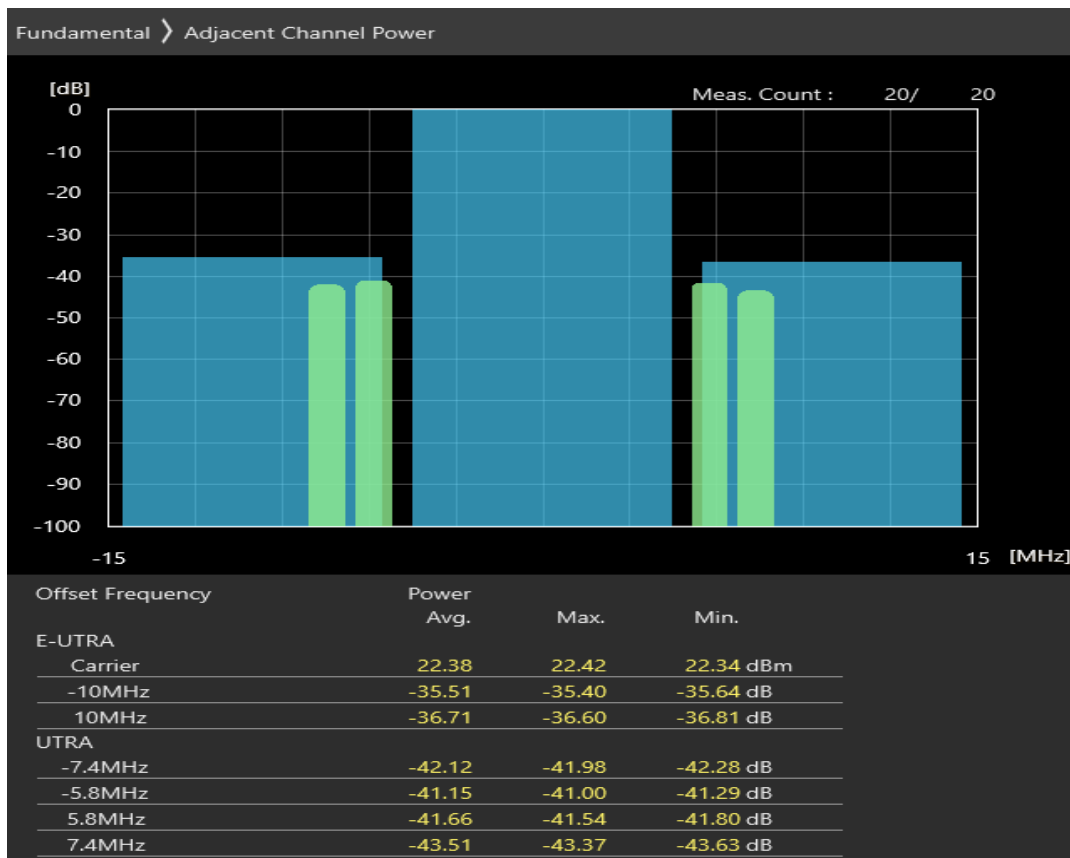 Fundamental 〉 Adjacent Channel Power
[dB]
Meas. Count : 20/ 20
0
-10
-20
-30
-40
-50
-60
-70
-80
-90
-100
-15 15 [MHz]
Offset Frequency Power
Avg. Max. Min.
E-UTRA
Carrier 22.38 22.42 22.34 dBm
-10MHz -35.51 -35.40 -35.64 dB
10MHz -36.71 -36.60 -36.81 dB
UTRA
-7.4MHz -42.12 -41.98 -42.28 dB
-5.8MHz -41.15 -41.00 -41.29 dB
5.8MHz -41.66 -41.54 -41.80 dB
7.4MHz -43.51 -43.37 -43.63 dB